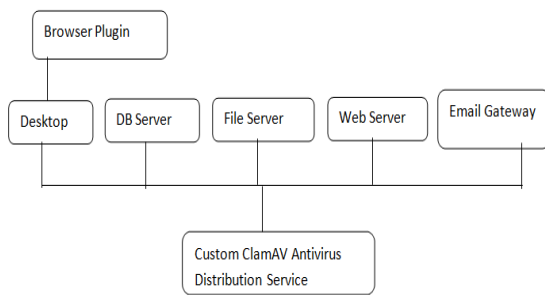 Browser Plugin
Desktop
DB Server
File Server
Web Server
Email Gateway
Custom ClamAV Antivirus
Distribution Service